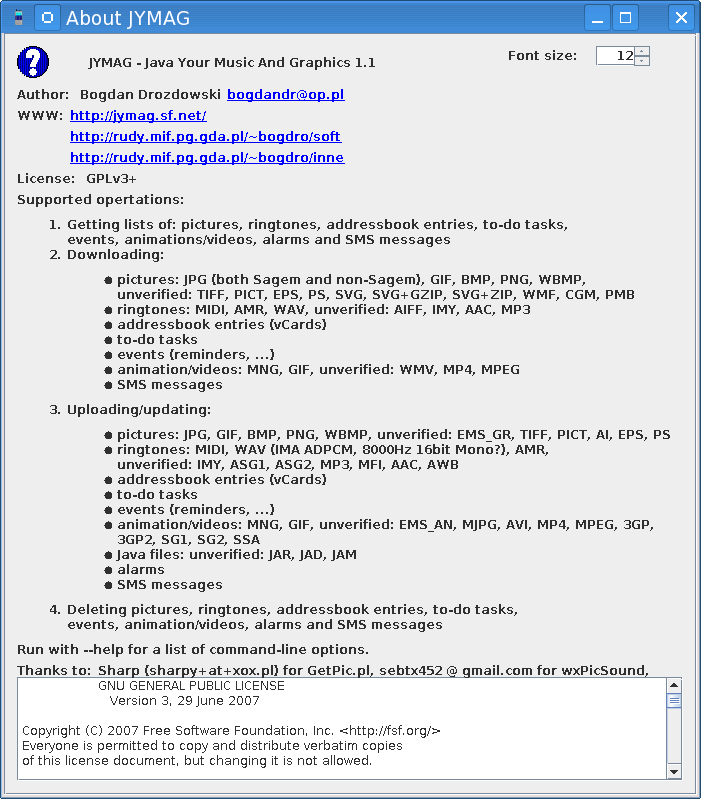 About JYMAG
JYMAG - Java Your Music And Graphics 1.1
Font size: 12
Author: Bogdan Drozdowski bogdandr@op.pl
WWW: http://jymag.sf.net/
http://rudy.mif.pg.gda.pl/~bogdro/soft
http://rudy.mif.pg.gda.pl/~bogdro/inne
License: GPLv3+
Supported opertations:
1. Getting lists of: pictures, ringtones, addressbook entries, to-do tasks,
events, animations/videos, alarms and SMS messages
2. Downloading:
● pictures: JPG (both Sagem and non-Sagem), GIF, BMP, PNG, WBMP,
unverified: TIFF, PICT, EPS, PS, SVG, SVG+GZIP, SVG+ZIP, WMF, CGM, PMB
● ringtones: MIDI, AMR, WAV, unverified: AIFF, IMY, AAC, MP3
● addressbook entries (vCards)
● to-do tasks
● events (reminders, ...)
● animation/videos: MNG, GIF, unverified: WMV, MP4, MPEG
● SMS messages
3. Uploading/updating:
● pictures: JPG, GIF, BMP, PNG, WBMP, unverified: EMS_GR, TIFF, PICT, AI, EPS, PS
● ringtones: MIDI, WAV (IMA ADPCM, 8000Hz 16bit Mono?), AMR,
unverified: IMY, ASG1, ASG2, MP3, MFI, AAC, AWB
● addressbook entries (vCards)
● to-do tasks
● events (reminders, ...)
● animation/videos: MNG, GIF, unverified: EMS_AN, MJPG, AVI, MP4, MPEG, 3GP,
3GP2, SG1, SG2, SSA
● Java files: unverified: JAR, JAD, JAM
● alarms
● SMS messages
4. Deleting pictures, ringtones, addressbook entries, to-do tasks,
events, animations/videos, alarms and SMS messages
Run with --help for a list of command-line options.
Thanks to: Sharp (sharpy+at+xox.pl) for GetPic.pl, sebtx452 @ gmail.com for wxPicSound,
GNU GENERAL PUBLIC LICENSE
Version 3, 29 June 2007
Copyright (C) 2007 Free Software Foundation, Inc. <http://fsf.org/>
Everyone is permitted to copy and distribute verbatim copies
of this license document, but changing it is not allowed.